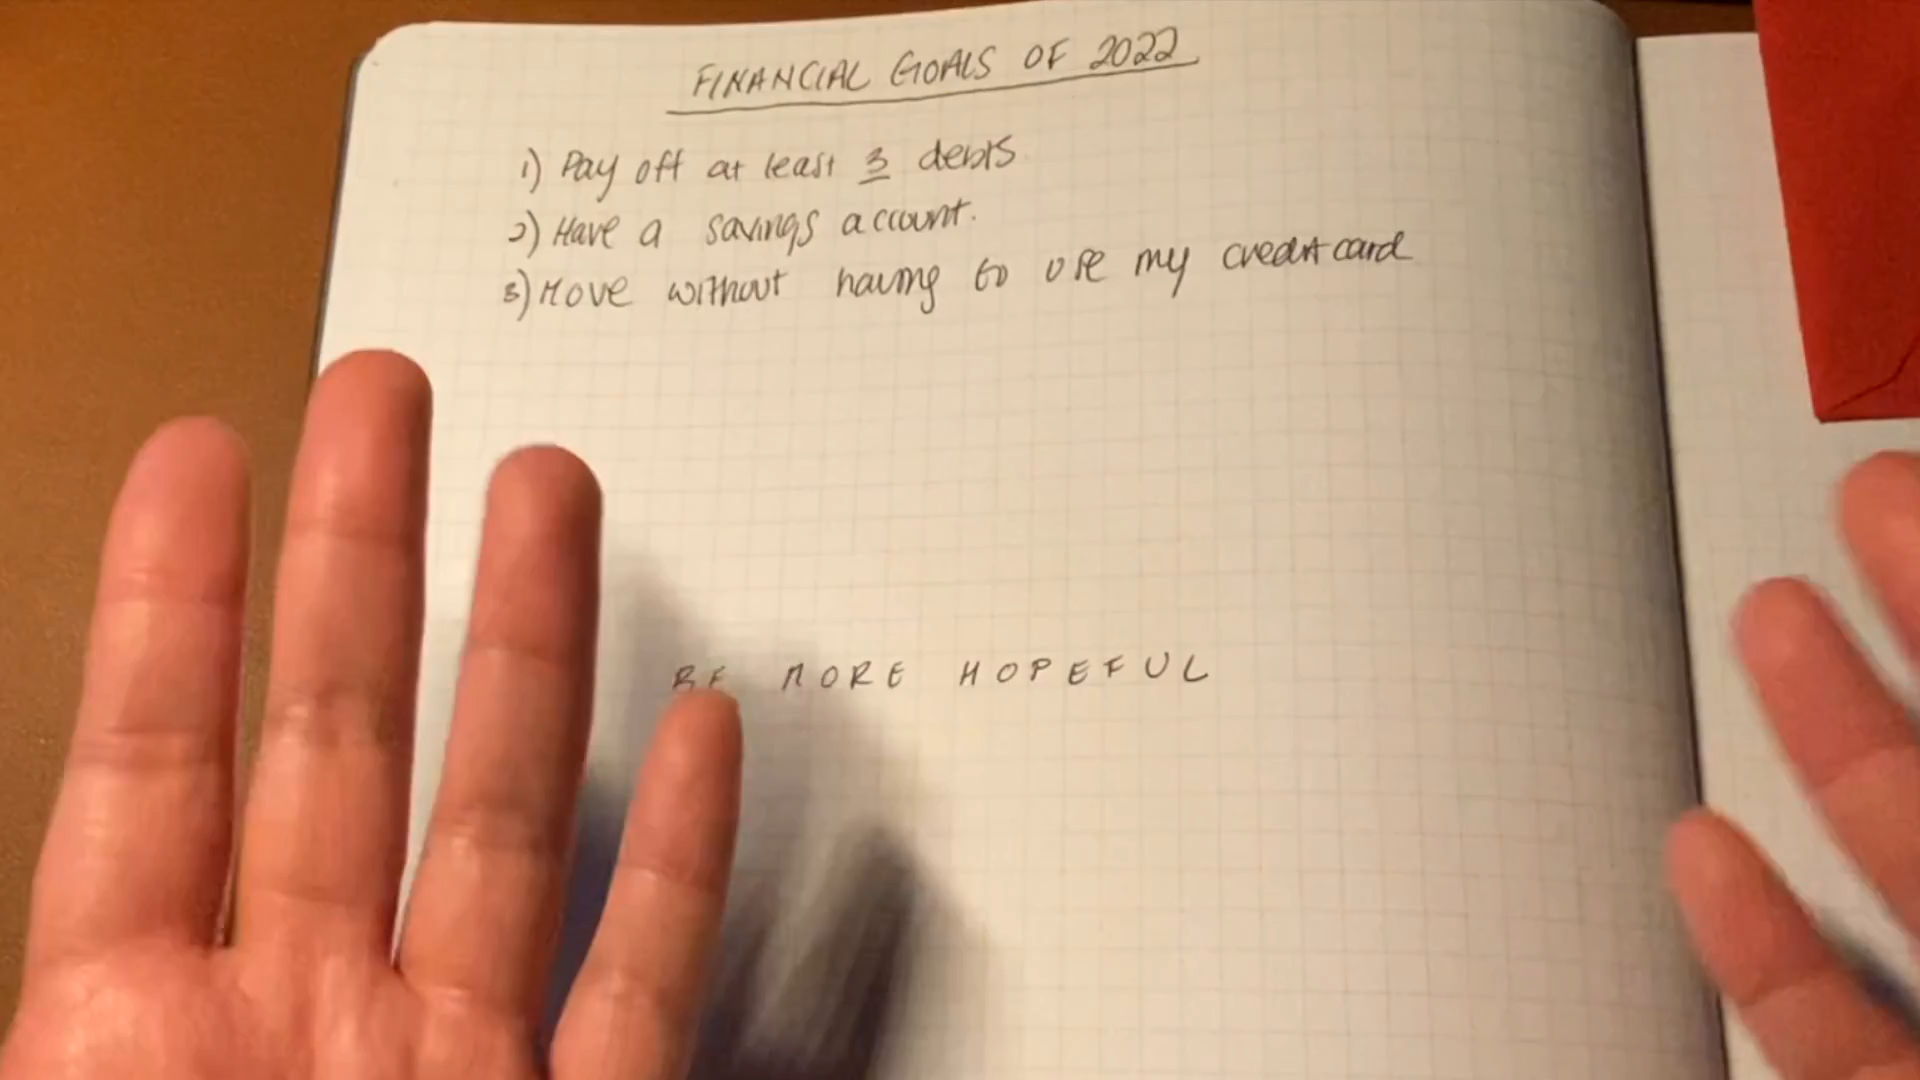 FINANCIAL GOALS OF 2022
1) Pay off at least 3 debts
2) Have a savings account.
3) Move without having to use my credit card
BE MORE HOPEFUL